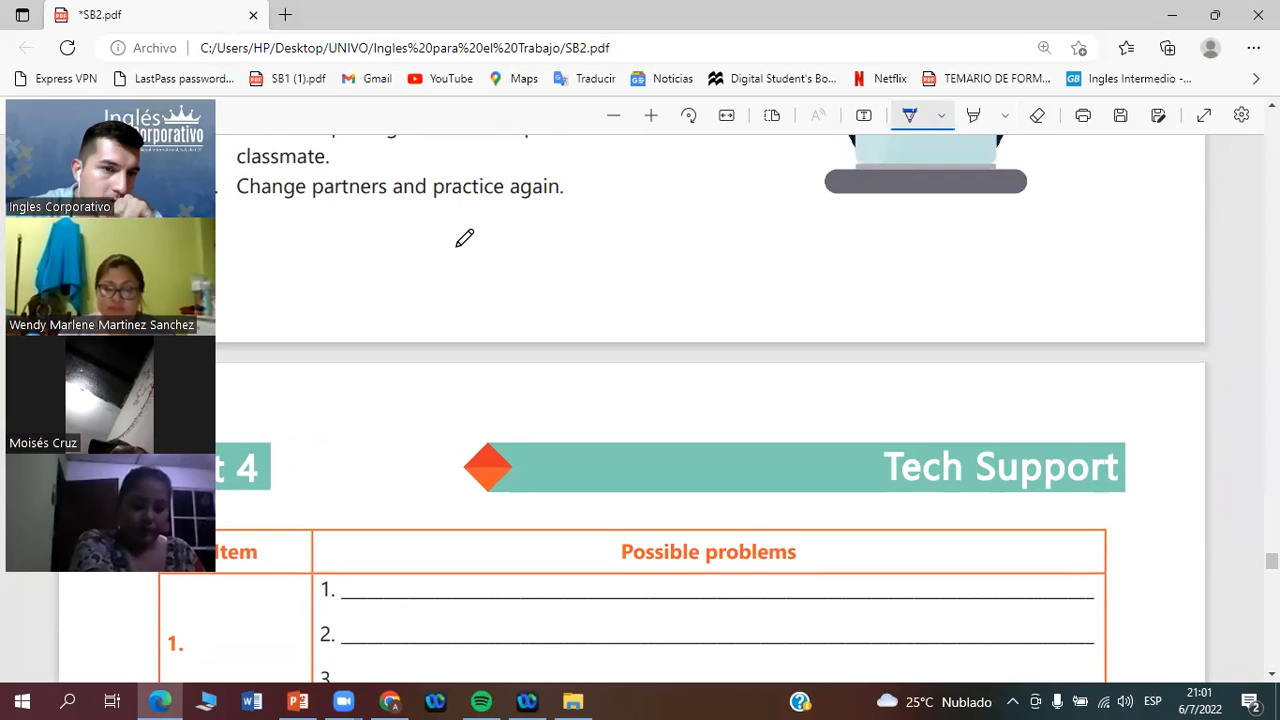 *SB2.pdf
Archivo
C:/Users/HP/Desktop/UNIVO/Ingles%20para%20el%20Trabajo/SB2.pdf
Express VPN
LastPass password...
SB1 (1).pdf
Gmail
YouTube
Maps
Traducir
Noticias
Digital Student's Bo...
Netflix
TEMARIO DE FORM...
Ingles Intermedio -...
Inglés
Corporativo
Ingles Corporativo
Wendy Marlene Martinez Sanchez
Moisés Cruz
classmate.
Change partners and practice again.
t 4
Tech Support
Item
Possible problems
1.
1.
2.
3.
25°C Nublado
ESP
21:01
6/7/2022
2